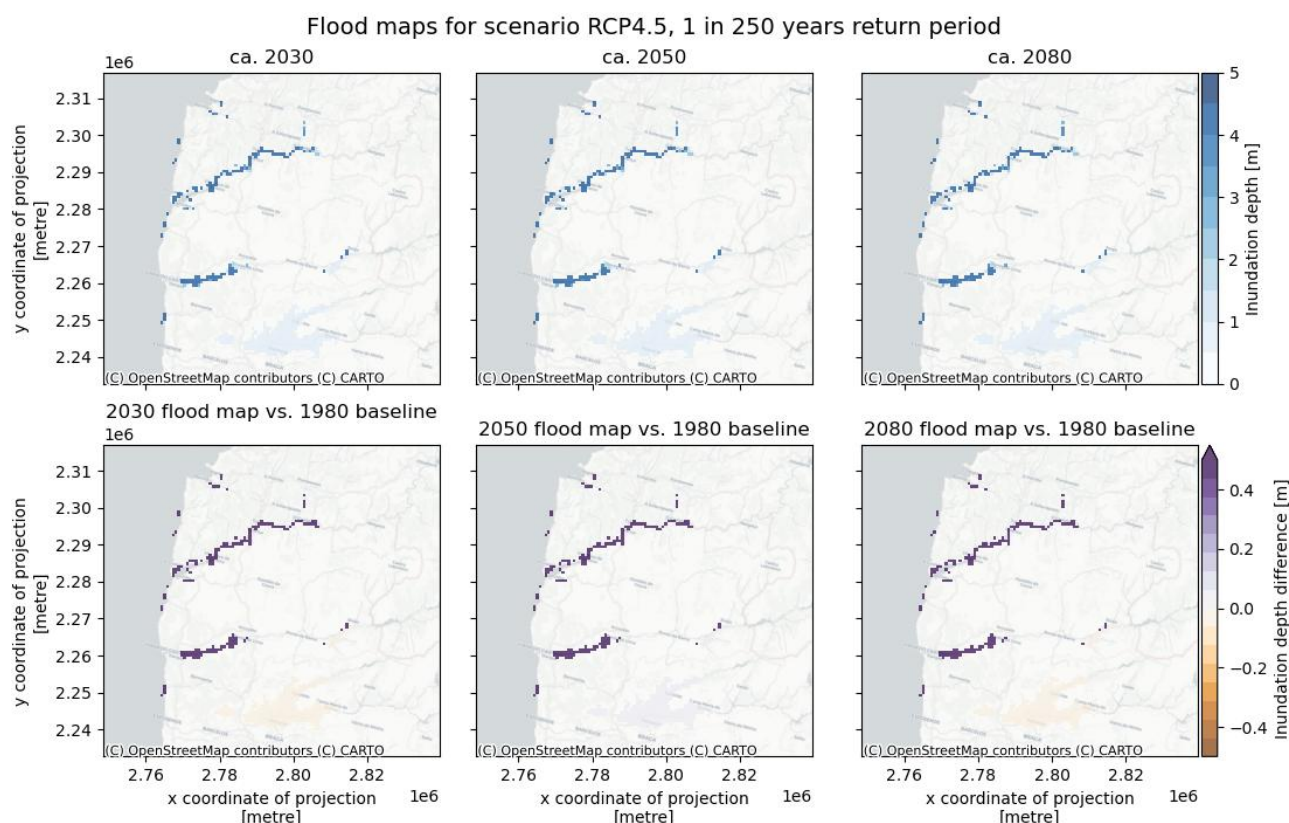 Flood maps for scenario RCP4.5, 1 in 250 years return period
ca. 2030
ca. 2050
ca. 2080
1e6
2.31
2.30
2.29
2.28
2.27
2.26
2.25
2.24
y coordinate of projection
[metre]
(C) OpenStreetMap contributors (C) CARTO
(C) OpenStreetMap contributors (C) CARTO
(C) OpenStreetMap contributors (C) CARTO
5
4
3
2
1
0
Inundation depth [m]
2030 flood map vs. 1980 baseline
2050 flood map vs. 1980 baseline
2080 flood map vs. 1980 baseline
1e6
2.31
2.30
2.29
2.28
2.27
2.26
2.25
2.24
y coordinate of projection
[metre]
(C) OpenStreetMap contributors (C) CARTO
(C) OpenStreetMap contributors (C) CARTO
(C) OpenStreetMap contributors (C) CARTO
0.4
0.2
0.0
−0.2
−0.4
Inundation depth difference [m]
2.76 2.78 2.80 2.82
2.76 2.78 2.80 2.82
2.76 2.78 2.80 2.82
x coordinate of projection
[metre]
1e6
x coordinate of projection
[metre]
1e6
x coordinate of projection
[metre]
1e6